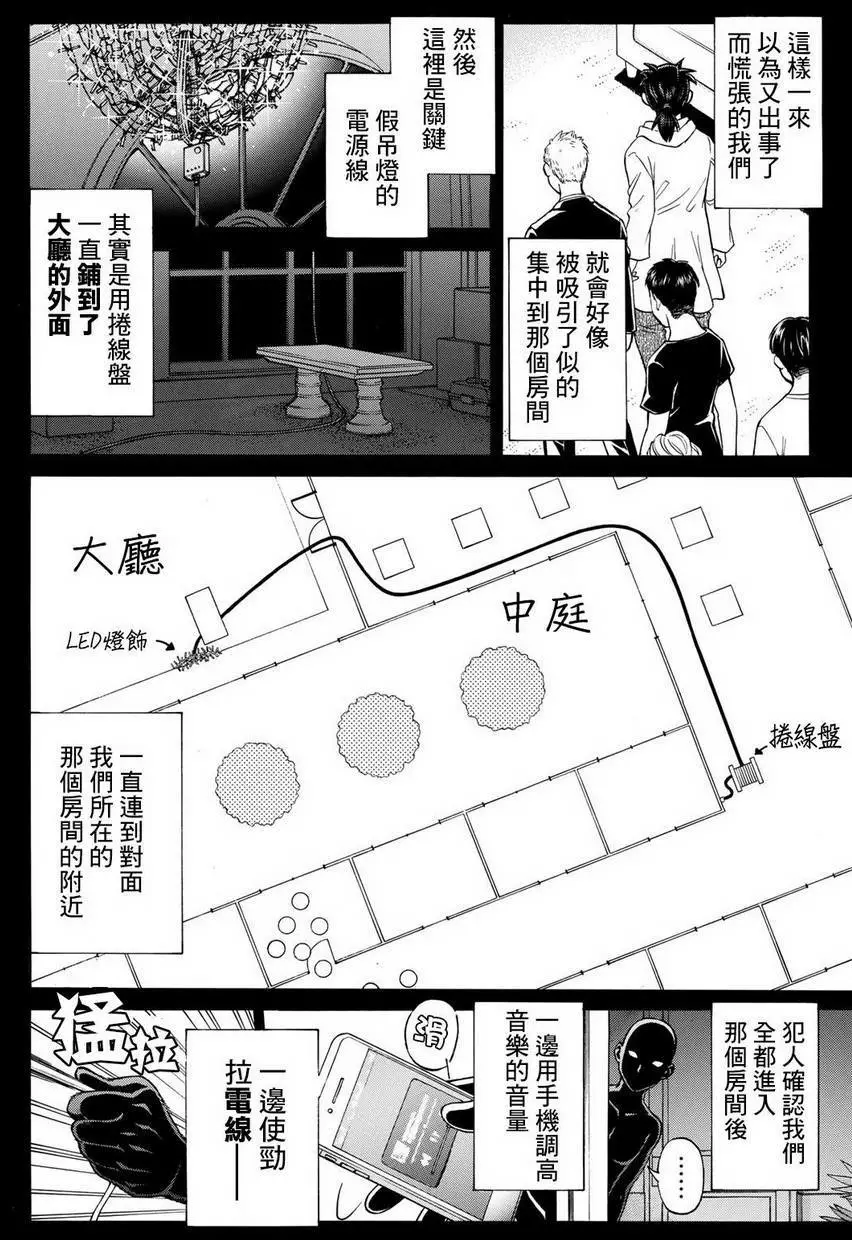 這樣一來
以為又出事了
而慌張的我們
就會好像
被吸引了似的
集中到那個房間
然後
這裡是關鍵
假吊燈的
電源線
其實是用捲線盤
一直鋪到了
大廳的外面
大廳
LED燈飾
中庭
捲線盤
一直連到對面
我們所在的
那個房間的附近
犯人確認我們
全都進入
那個房間後
……
一邊用手機調高
音樂的音量
滑
一邊使勁
拉電線——
猛拉